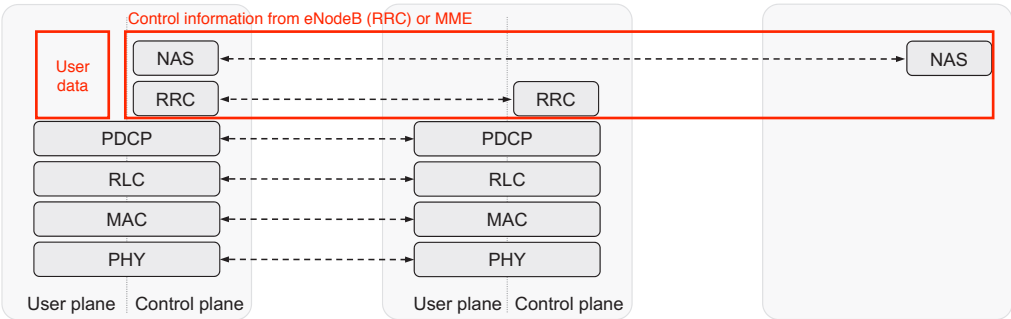 Control information from eNodeB (RRC) or MME
User
data
NAS
NAS
RRC
RRC
PDCP
PDCP
RLC
RLC
MAC
MAC
PHY
PHY
User plane
Control plane
User plane
Control plane